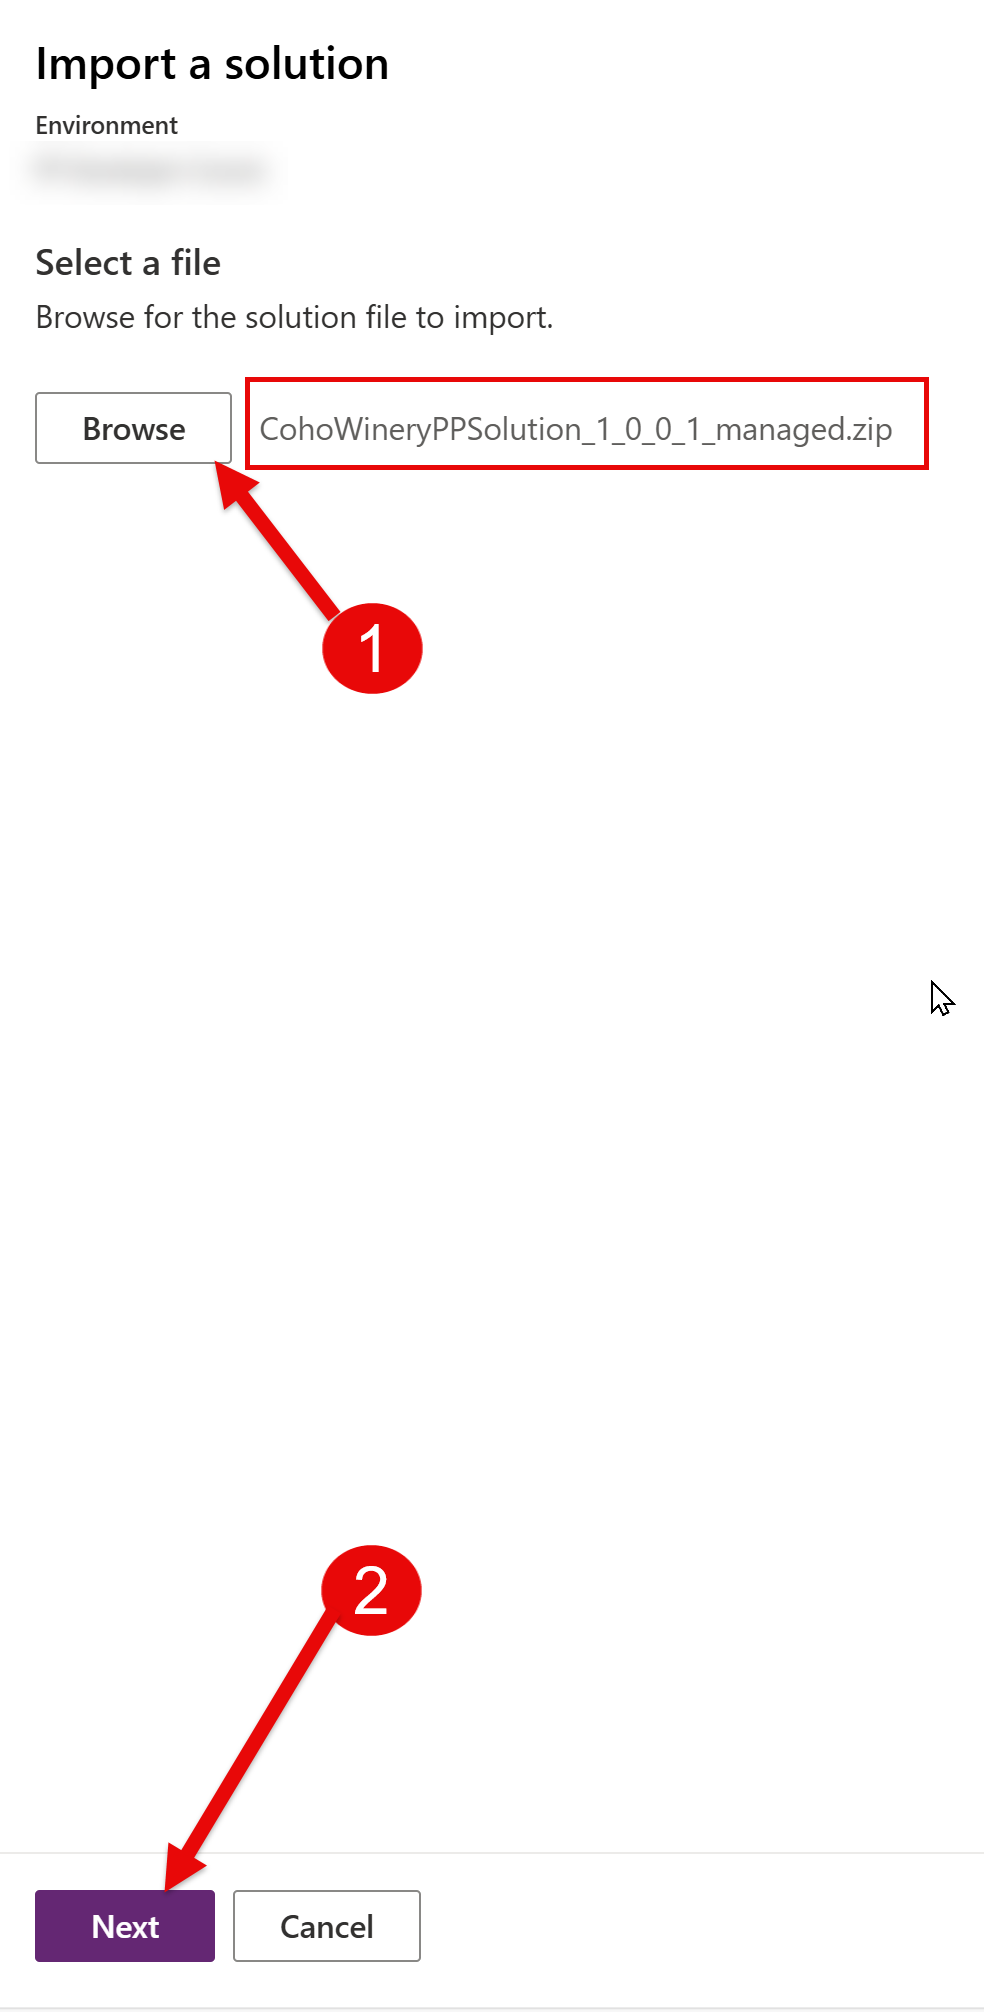 Import a solution
Environment
Select a file
Browse for the solution file to import.
Browse CohoWineryPPSolution_1_0_0_1_managed.zip
1
2
Next Cancel